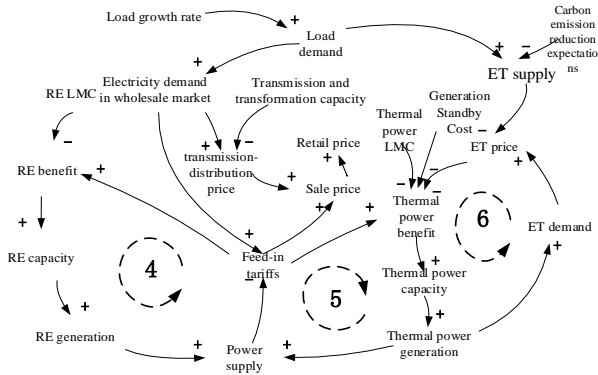 Load growth rate
+
Load
demand
Carbon
emission
reduction
expectatio
ns
+
−
ET supply
+
Electricity demand
in wholesale market
Transmission and
transformation capacity
RE LMC
Generation
Standby
Cost
Thermal
power
LMC
−
ET price
+
−
+
−
transmission-
distribution
price
Retail price
+
+
Sale price
+
RE benefit
+
−
−
−
+
Thermal
power
benefit
6
ET demand
+
+
RE capacity
4
+
Feed-in
tariffs
−
5
+
Thermal power
capacity
+
RE generation
+
+
Power
supply
+
Thermal power
generation